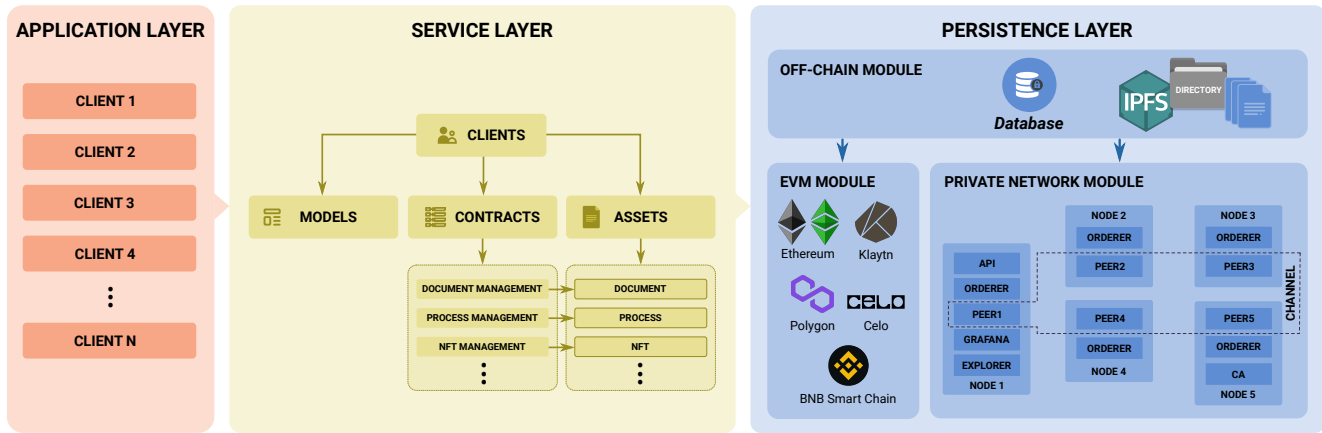 APPLICATION LAYER
CLIENT 1
CLIENT 2
CLIENT 3
CLIENT 4
CLIENT N
SERVICE LAYER
CLIENTS
MODELS
CONTRACTS
ASSETS
DOCUMENT MANAGEMENT
DOCUMENT
PROCESS MANAGEMENT
PROCESS
NFT MANAGEMENT
NFT
PERSISTENCE LAYER
OFF-CHAIN MODULE
Database
IPFS
DIRECTORY
EVM MODULE
Ethereum
Klaytn
Polygon
CELO
Celo
BNB Smart Chain
PRIVATE NETWORK MODULE
API
ORDERER
PEER1
GRAFANA
EXPLORER
NODE 1
NODE 2
ORDERER
PEER2
NODE 3
ORDERER
PEER3
PEER4
ORDERER
NODE 4
PEER5
ORDERER
CA
NODE 5
CHANNEL